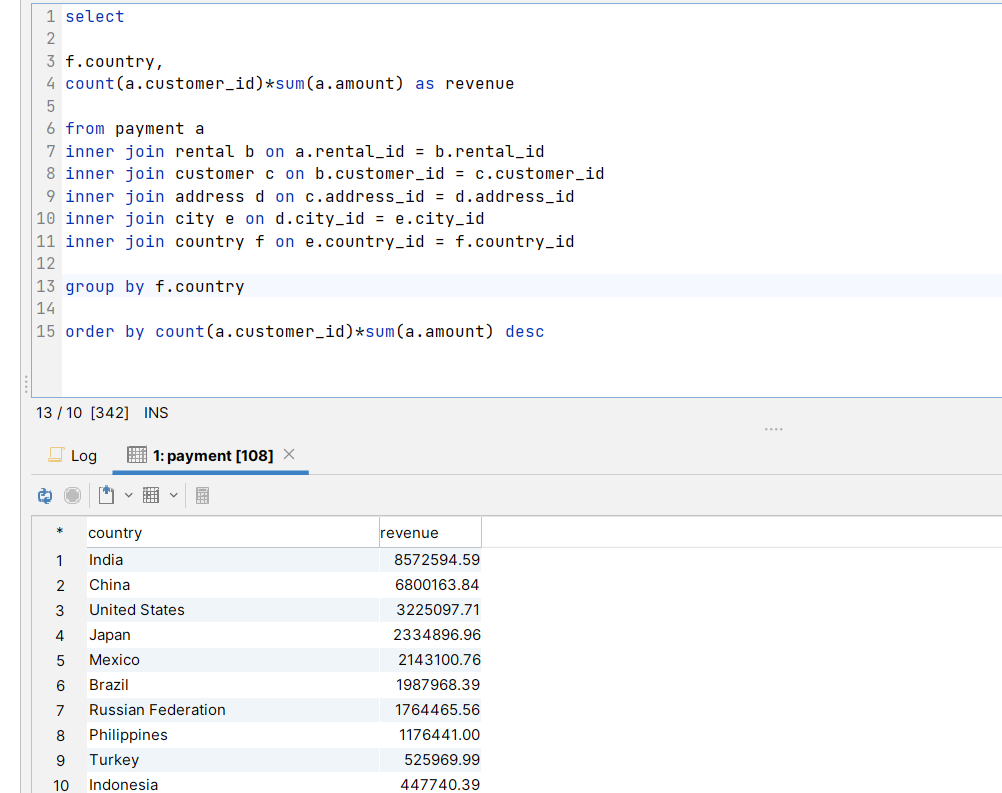 1 select
2
3 f.country,
4 count(a.customer_id)*sum(a.amount) as revenue
5
6 from payment a
7 inner join rental b on a.rental_id = b.rental_id
8 inner join customer c on b.customer_id = c.customer_id
9 inner join address d on c.address_id = d.address_id
10 inner join city e on d.city_id = e.city_id
11 inner join country f on e.country_id = f.country_id
12
13 group by f.country
14
15 order by count(a.customer_id)*sum(a.amount) desc
13 / 10 [342] INS
Log 1: payment [108]
* country revenue
1 India 8572594.59
2 China 6800163.84
3 United States 3225097.71
4 Japan 2334896.96
5 Mexico 2143100.76
6 Brazil 1987968.39
7 Russian Federation 1764465.56
8 Philippines 1176441.00
9 Turkey 525969.99
10 Indonesia 447740.39